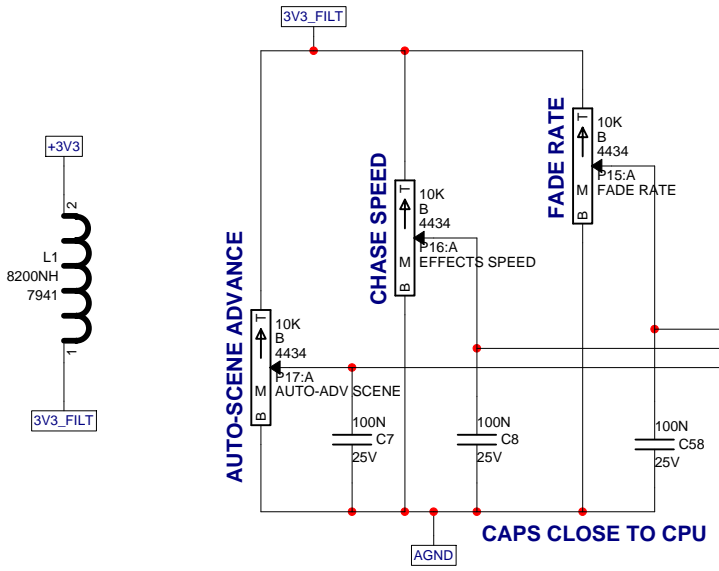 3V3_FILT
+3V3
2
L1
8200NH
7941
1
3V3_FILT
AUTO-SCENE ADVANCE
T
M
B
10K
B
4434
P17:A
AUTO-ADV SCENE
CHASE SPEED
T
M
B
10K
B
4434
P16:A
EFFECTS SPEED
FADE RATE
T
M
B
10K
B
4434
P15:A
FADE RATE
100N
C7
25V
100N
C8
25V
100N
C58
25V
CAPS CLOSE TO CPU
AGND